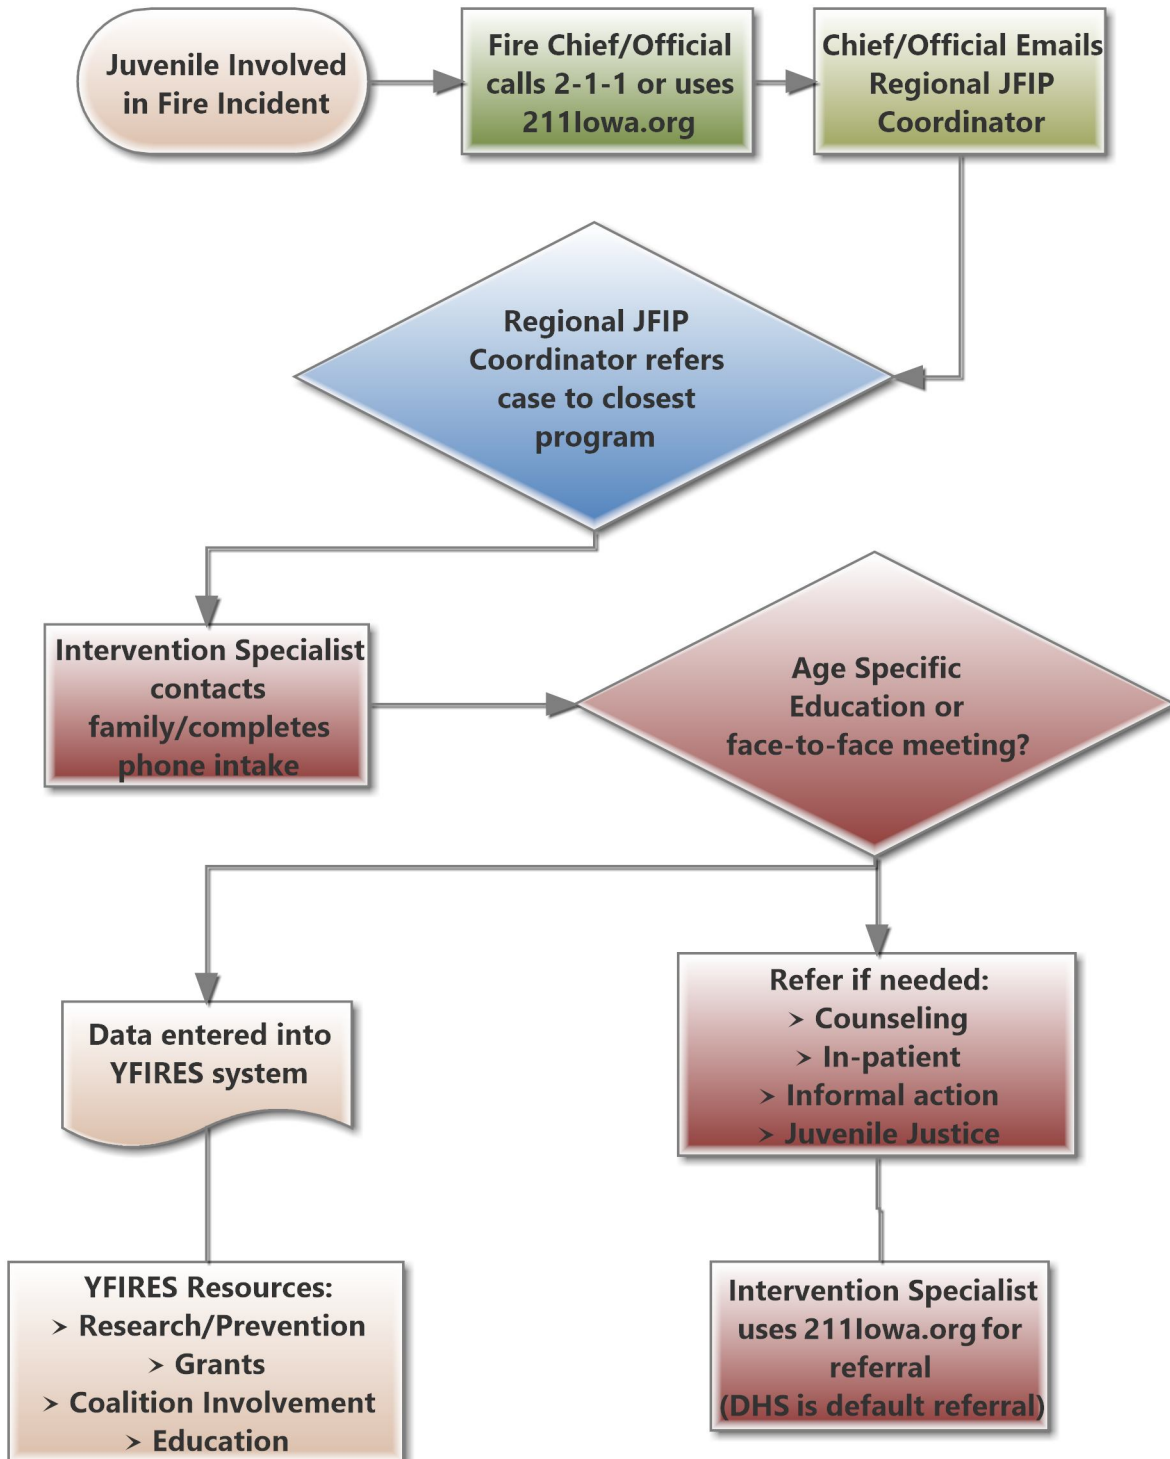 Juvenile Involved
in Fire Incident
Fire Chief/Official
calls 2-1-1 or uses
211Iowa.org
Chief/Official Emails
Regional JFIP
Coordinator
Regional JFIP
Coordinator refers
case to closest
program
Intervention Specialist
contacts
family/completes
phone intake
Age Specific
Education or
face-to-face meeting?
Data entered into
YFIRES system
Refer if needed:
➢ Counseling
➢ In-patient
➢ Informal action
➢ Juvenile Justice
YFIRES Resources:
➢ Research/Prevention
➢ Grants
➢ Coalition Involvement
➢ Education
Intervention Specialist
uses 211Iowa.org for
referral
(DHS is default referral)